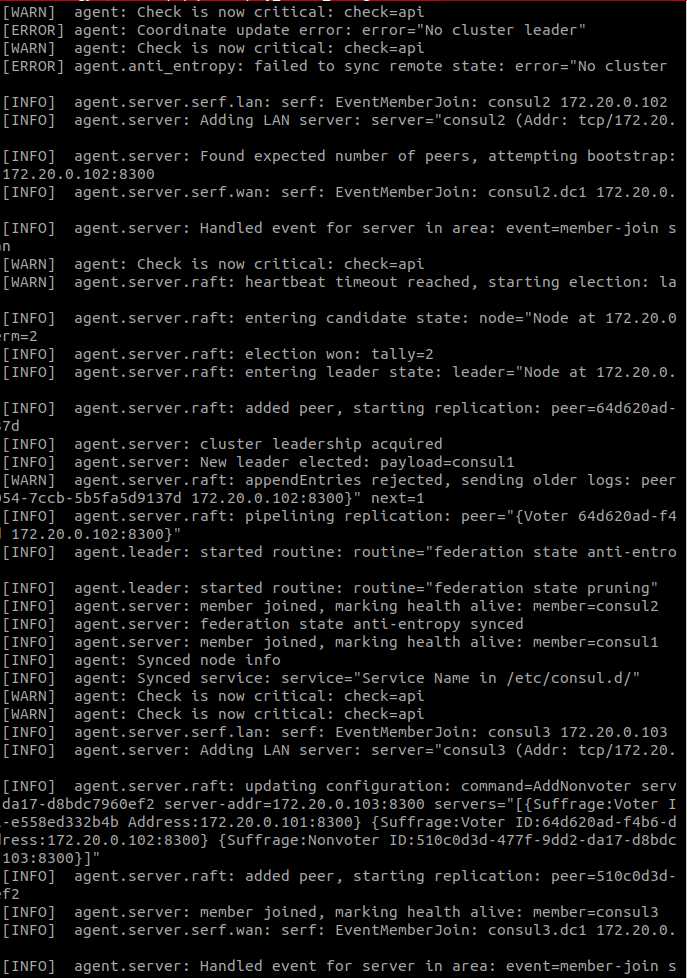 [WARN]  agent: Check is now critical: check=api
[ERROR] agent: Coordinate update error: error="No cluster leader"
[WARN]  agent: Check is now critical: check=api
[ERROR] agent.anti_entropy: failed to sync remote state: error="No cluster
[INFO]  agent.server.serf.lan: serf: EventMemberJoin: consul2 172.20.0.102
[INFO]  agent.server: Adding LAN server: server="consul2 (Addr: tcp/172.20.
[INFO]  agent.server: Found expected number of peers, attempting bootstrap:
172.20.0.102:8300
[INFO]  agent.server.serf.wan: serf: EventMemberJoin: consul2.dc1 172.20.0.
[INFO]  agent.server: Handled event for server in area: event=member-join s
an
[WARN]  agent: Check is now critical: check=api
[WARN]  agent.server.raft: heartbeat timeout reached, starting election: la
[INFO]  agent.server.raft: entering candidate state: node="Node at 172.20.0
erm=2
[INFO]  agent.server.raft: election won: tally=2
[INFO]  agent.server.raft: entering leader state: leader="Node at 172.20.0.
[INFO]  agent.server.raft: added peer, starting replication: peer=64d620ad-
37d
[INFO]  agent.server: cluster leadership acquired
[INFO]  agent.server: New leader elected: payload=consul1
[WARN]  agent.server.raft: appendEntries rejected, sending older logs: peer
954-7ccb-5b5fa5d9137d 172.20.0.102:8300}" next=1
[INFO]  agent.server.raft: pipelining replication: peer="{Voter 64d620ad-f4
172.20.0.102:8300}"
[INFO]  agent.leader: started routine: routine="federation state anti-entro
[INFO]  agent.leader: started routine: routine="federation state pruning"
[INFO]  agent.server: member joined, marking health alive: member=consul2
[INFO]  agent.server: federation state anti-entropy synced
[INFO]  agent.server: member joined, marking health alive: member=consul1
[INFO]  agent: Synced node info
[INFO]  agent: Synced service: service="Service Name in /etc/consul.d/"
[WARN]  agent: Check is now critical: check=api
[WARN]  agent: Check is now critical: check=api
[INFO]  agent.server.serf.lan: serf: EventMemberJoin: consul3 172.20.0.103
[INFO]  agent.server: Adding LAN server: server="consul3 (Addr: tcp/172.20.
[INFO]  agent.server.raft: updating configuration: command=AddNonvoter serv
da17-d8bdc7960ef2 server-addr=172.20.0.103:8300 servers="[{Suffrage:Voter I
-e558ed332b4b Address:172.20.0.101:8300} {Suffrage:Voter ID:64d620ad-f4b6-d
ress:172.20.0.102:8300} {Suffrage:Nonvoter ID:510c0d3d-477f-9dd2-da17-d8bdc
103:8300}]"
[INFO]  agent.server.raft: added peer, starting replication: peer=510c0d3d-
ef2
[INFO]  agent.server: member joined, marking health alive: member=consul3
[INFO]  agent.server.serf.wan: serf: EventMemberJoin: consul3.dc1 172.20.0.
[INFO]  agent.server: Handled event for server in area: event=member-join s